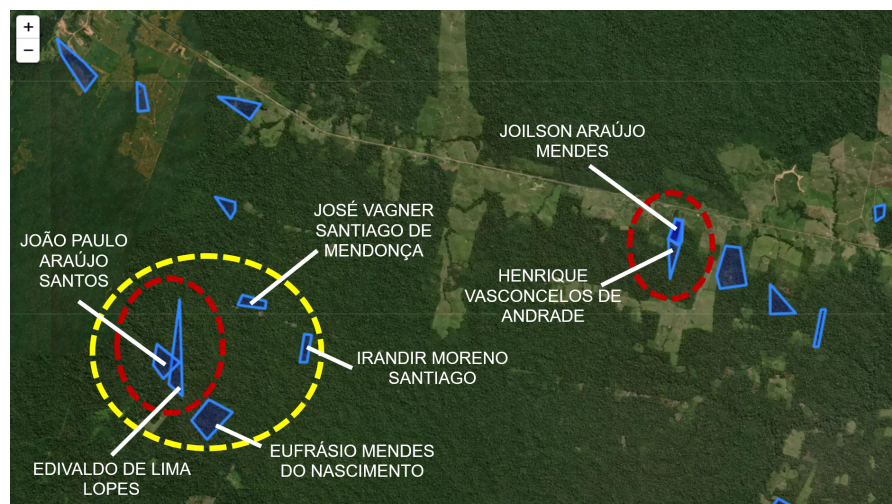 +
−
JOILSON ARAÚJO
MENDES
JOSÉ VAGNER
SANTIAGO DE
MENDONÇA
JOÃO PAULO
ARAÚJO
SANTOS
HENRIQUE
VASCONCELOS DE
ANDRADE
IRANDIR MORENO
SANTIAGO
EUFRÁSIO MENDES
DO NASCIMENTO
EDIVALDO DE LIMA
LOPES